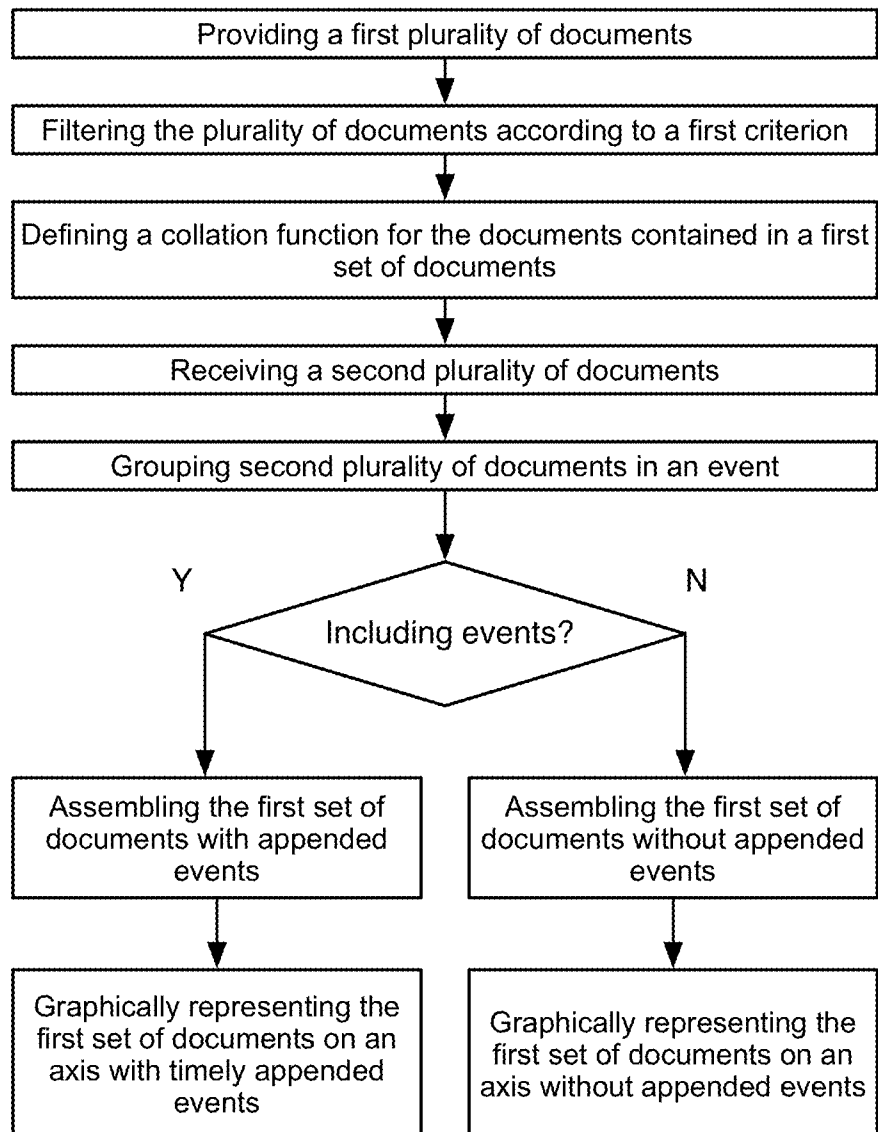 Providing a first plurality of documents
Filtering the plurality of documents according to a first criterion
Defining a collation function for the documents contained in a first
set of documents
Receiving a second plurality of documents
Grouping second plurality of documents in an event
Y
N
Including events?
Assembling the first set of
documents with appended
events
Assembling the first set of
documents without appended
events
Graphically representing the
first set of documents on an
axis with timely appended
events
Graphically representing the
first set of documents on an
axis without appended events